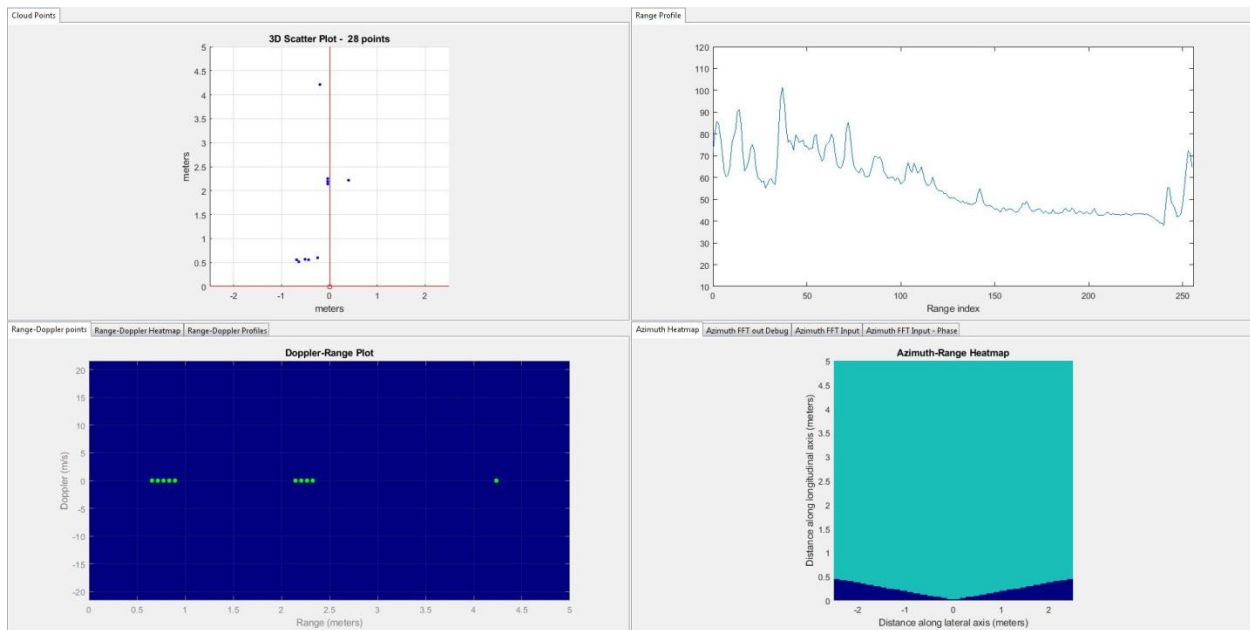 Cloud Points
3D Scatter Plot - 28 points
5
4.5
4
3.5
3
2.5
2
1.5
1
0.5
0
meters
-2 -1 0 1 2
meters
Range Profile
120
110
100
90
80
70
60
50
40
30
20
10
0 50 100 150 200 250
Range index
Range-Doppler points Range-Doppler Heatmap Range-Doppler Profiles
Doppler-Range Plot
20
15
10
5
0
-5
-10
-15
-20
Doppler (m/s)
0 0.5 1 1.5 2 2.5 3 3.5 4 4.5 5
Range (meters)
Azimuth Heatmap Azimuth FFT out Debug Azimuth FFT Input Azimuth FFT Input - Phase
Azimuth-Range Heatmap
5
4.5
4
3.5
3
2.5
2
1.5
1
0.5
0
Distance along longitudinal axis (meters)
-2 -1 0 1 2
Distance along lateral axis (meters)